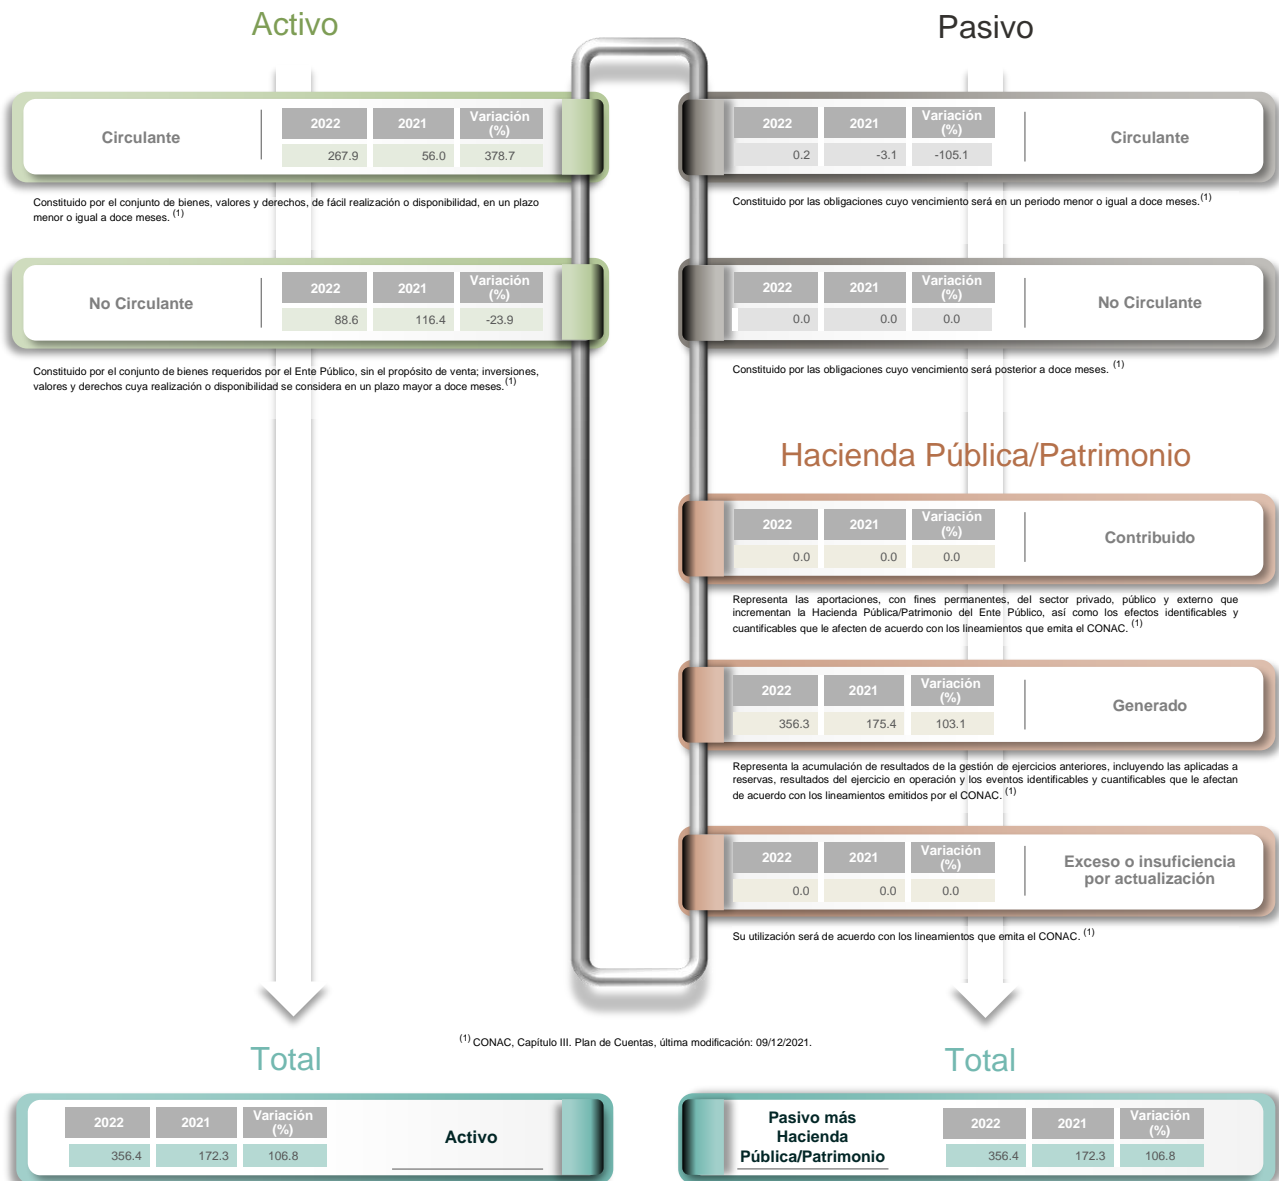 Activo
Circulante
2022 2021 Variación (%)
267.9 56.0 378.7
Constituido por el conjunto de bienes, valores y derechos, de fácil realización o disponibilidad, en un plazo
menor o igual a doce meses. (1)
No Circulante
2022 2021 Variación (%)
88.6 116.4 -23.9
Constituido por el conjunto de bienes requeridos por el Ente Público, sin el propósito de venta; inversiones,
valores y derechos cuya realización o disponibilidad se considera en un plazo mayor a doce meses. (1)
Pasivo
2022 2021 Variación (%)
0.2 -3.1 -105.1
Circulante
Constituido por las obligaciones cuyo vencimiento será en un periodo menor o igual a doce meses. (1)
2022 2021 Variación (%)
0.0 0.0 0.0
No Circulante
Constituido por las obligaciones cuyo vencimiento será posterior a doce meses. (1)
Hacienda Pública/Patrimonio
2022 2021 Variación (%)
0.0 0.0 0.0
Contribuido
Representa las aportaciones, con fines permanentes, del sector privado, público y externo que
incrementan la Hacienda Pública/Patrimonio del Ente Público, así como los efectos identificables y
cuantificables que le afecten de acuerdo con los lineamientos que emita el CONAC. (1)
2022 2021 Variación (%)
356.3 175.4 103.1
Generado
Representa la acumulación de resultados de la gestión de ejercicios anteriores, incluyendo las aplicadas a
reservas, resultados del ejercicio en operación y los eventos identificables y cuantificables que le afectan
de acuerdo con los lineamientos emitidos por el CONAC. (1)
2022 2021 Variación (%)
0.0 0.0 0.0
Exceso o insuficiencia
por actualización
Su utilización será de acuerdo con los lineamientos que emita el CONAC. (1)
(1) CONAC, Capítulo III. Plan de Cuentas, última modificación: 09/12/2021.
Total
2022 2021 Variación (%)
356.4 172.3 106.8
Activo
Total
Pasivo más
Hacienda
Pública/Patrimonio
2022 2021 Variación (%)
356.4 172.3 106.8